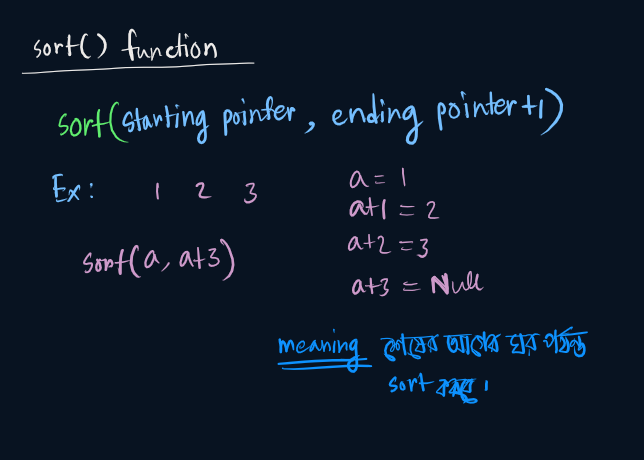 sort() function
sort(starting pointer, ending pointer+1)
Ex: 1 2 3
a = 1
a+1 = 2
a+2 = 3
a+3 = Null
sort(a, a+3)
meaning শেষের আগের ঘর পর্যন্ত
sort করবে।